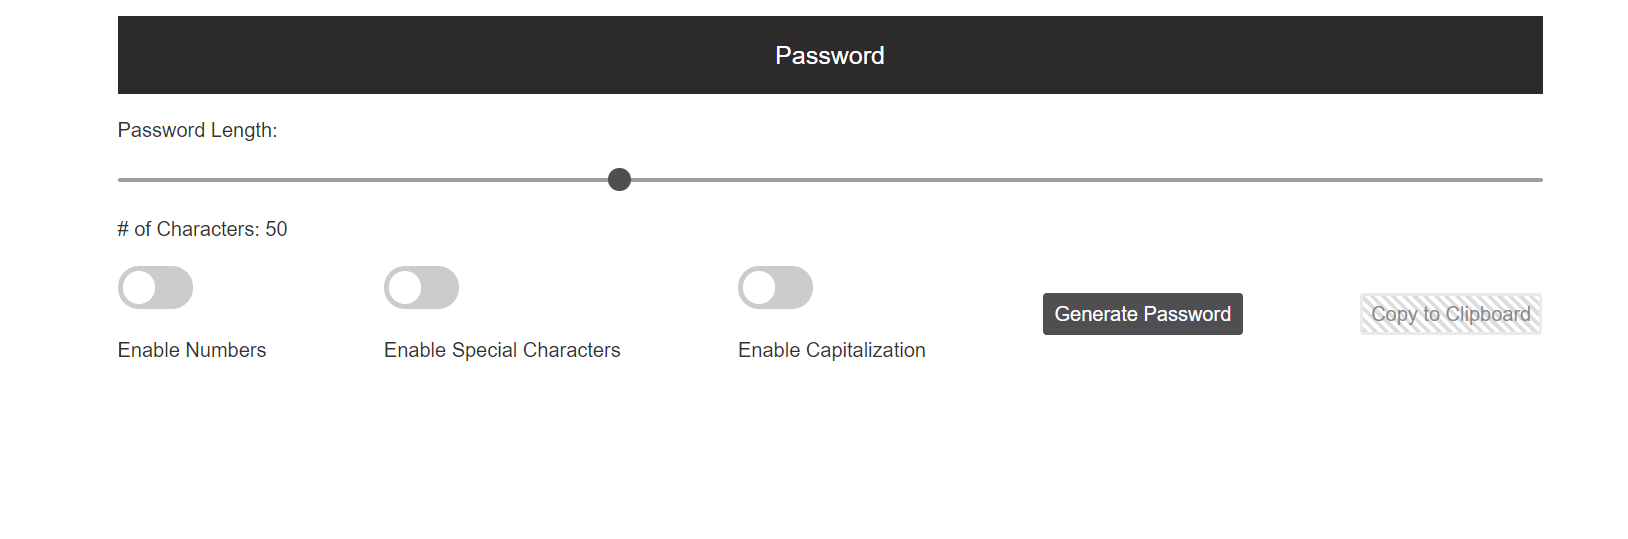 Password
Password Length:
# of Characters: 50
Enable Numbers
Enable Special Characters
Enable Capitalization
Generate Password
Copy to Clipboard